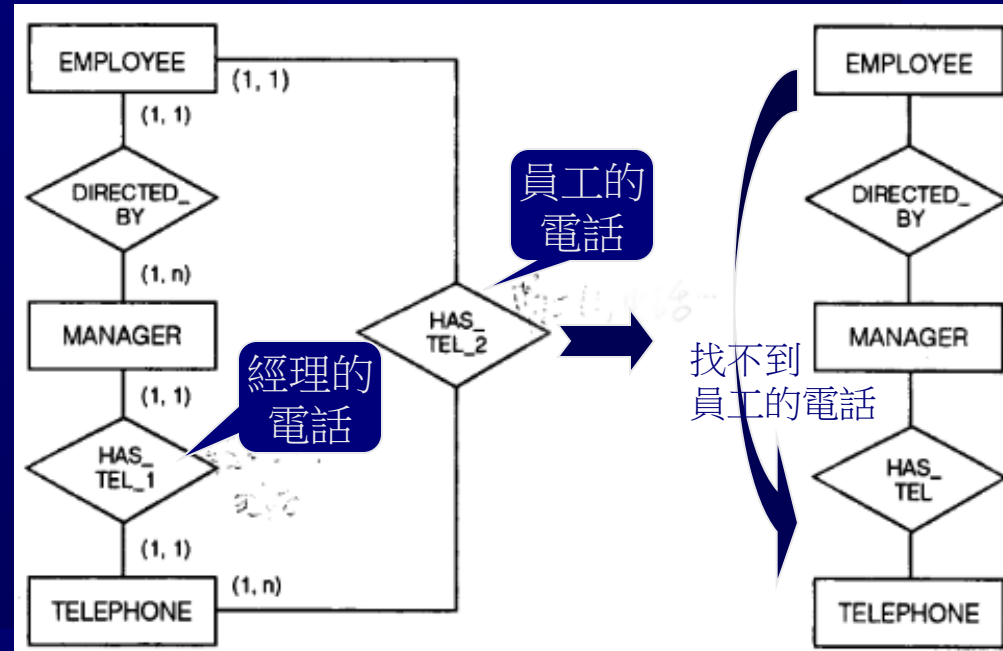 EMPLOYEE
(1, 1)
(1, 1)
DIRECTED_
BY
(1, n)
MANAGER
(1, 1)
HAS_
TEL_1
(1, 1)
TELEPHONE
(1, n)
HAS_
TEL_2
員工的
電話
經理的
電話
找不到
員工的電話
EMPLOYEE
DIRECTED_
BY
MANAGER
HAS_
TEL
TELEPHONE